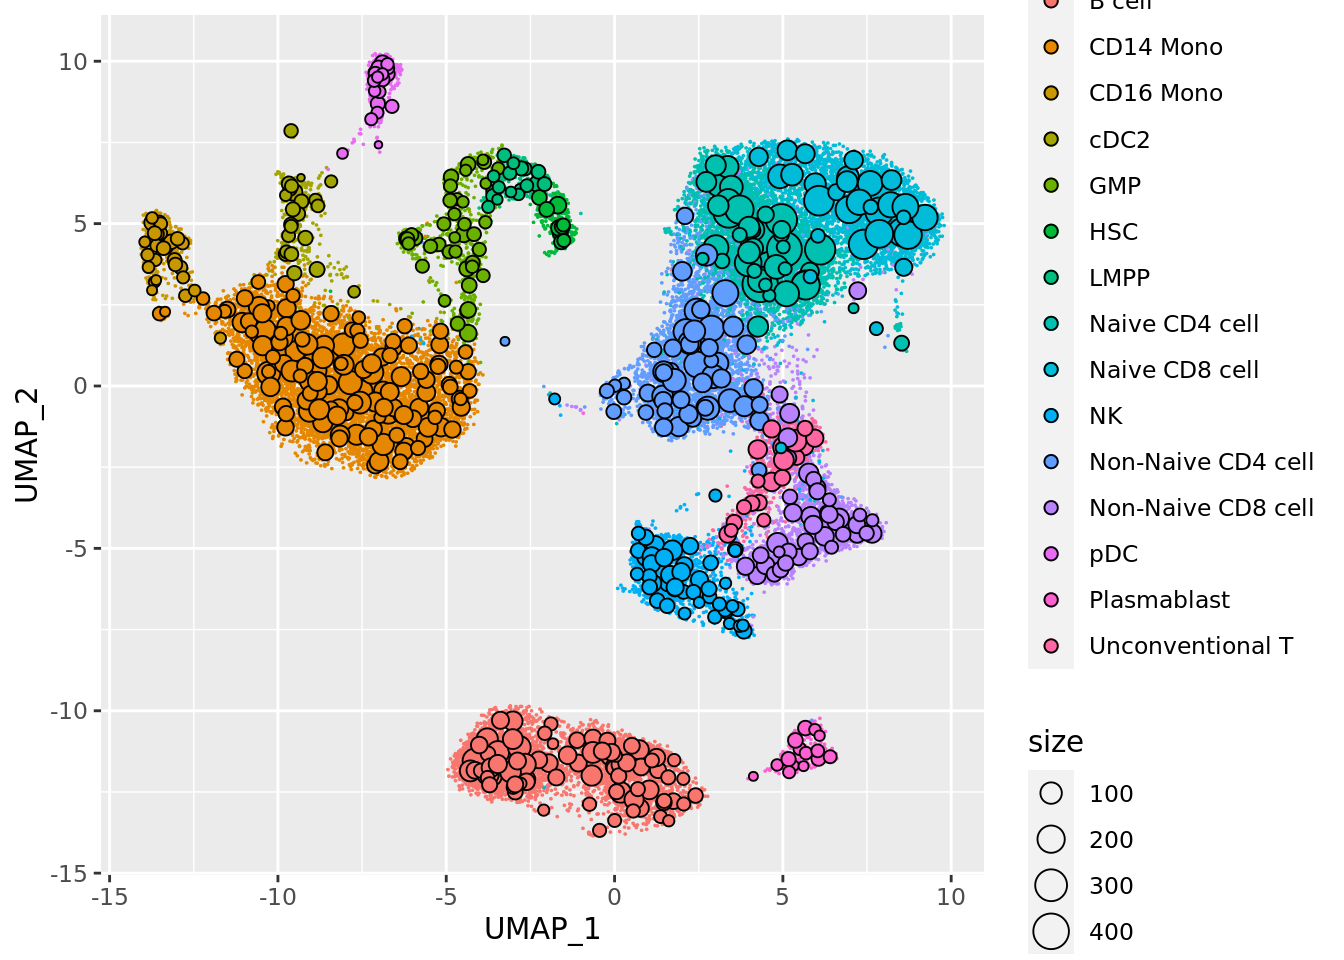 B cell
CD14 Mono
CD16 Mono
cDC2
GMP
HSC
LMPP
Naive CD4 cell
Naive CD8 cell
NK
Non-Naive CD4 cell
Non-Naive CD8 cell
pDC
Plasmablast
Unconventional T
size
100
200
300
400
10
5
0
-5
-10
-15
UMAP_2
-15
-10
-5
0
5
10
UMAP_1